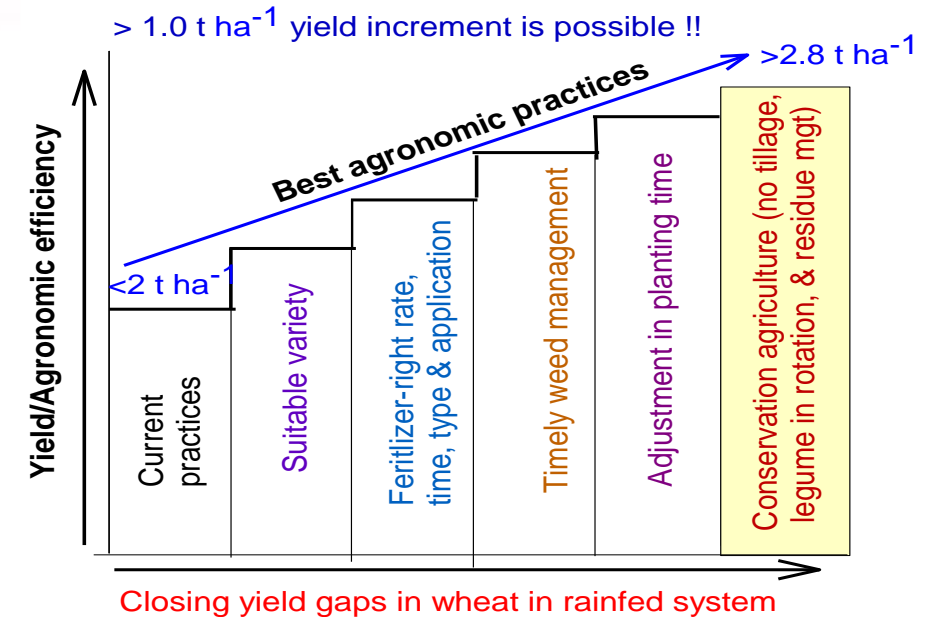 > 1.0 t ha-1 yield increment is possible !!
>2.8 t ha-1
Best agronomic practices
<2 t ha-1
Yield/Agronomic efficiency
Current
practices
Suitable variety
Feritlizer-right rate,
time, type & application
Timely weed management
Adjustment in planting time
Conservation agriculture (no tillage,
legume in rotation, & residue mgt)
Closing yield gaps in wheat in rainfed system